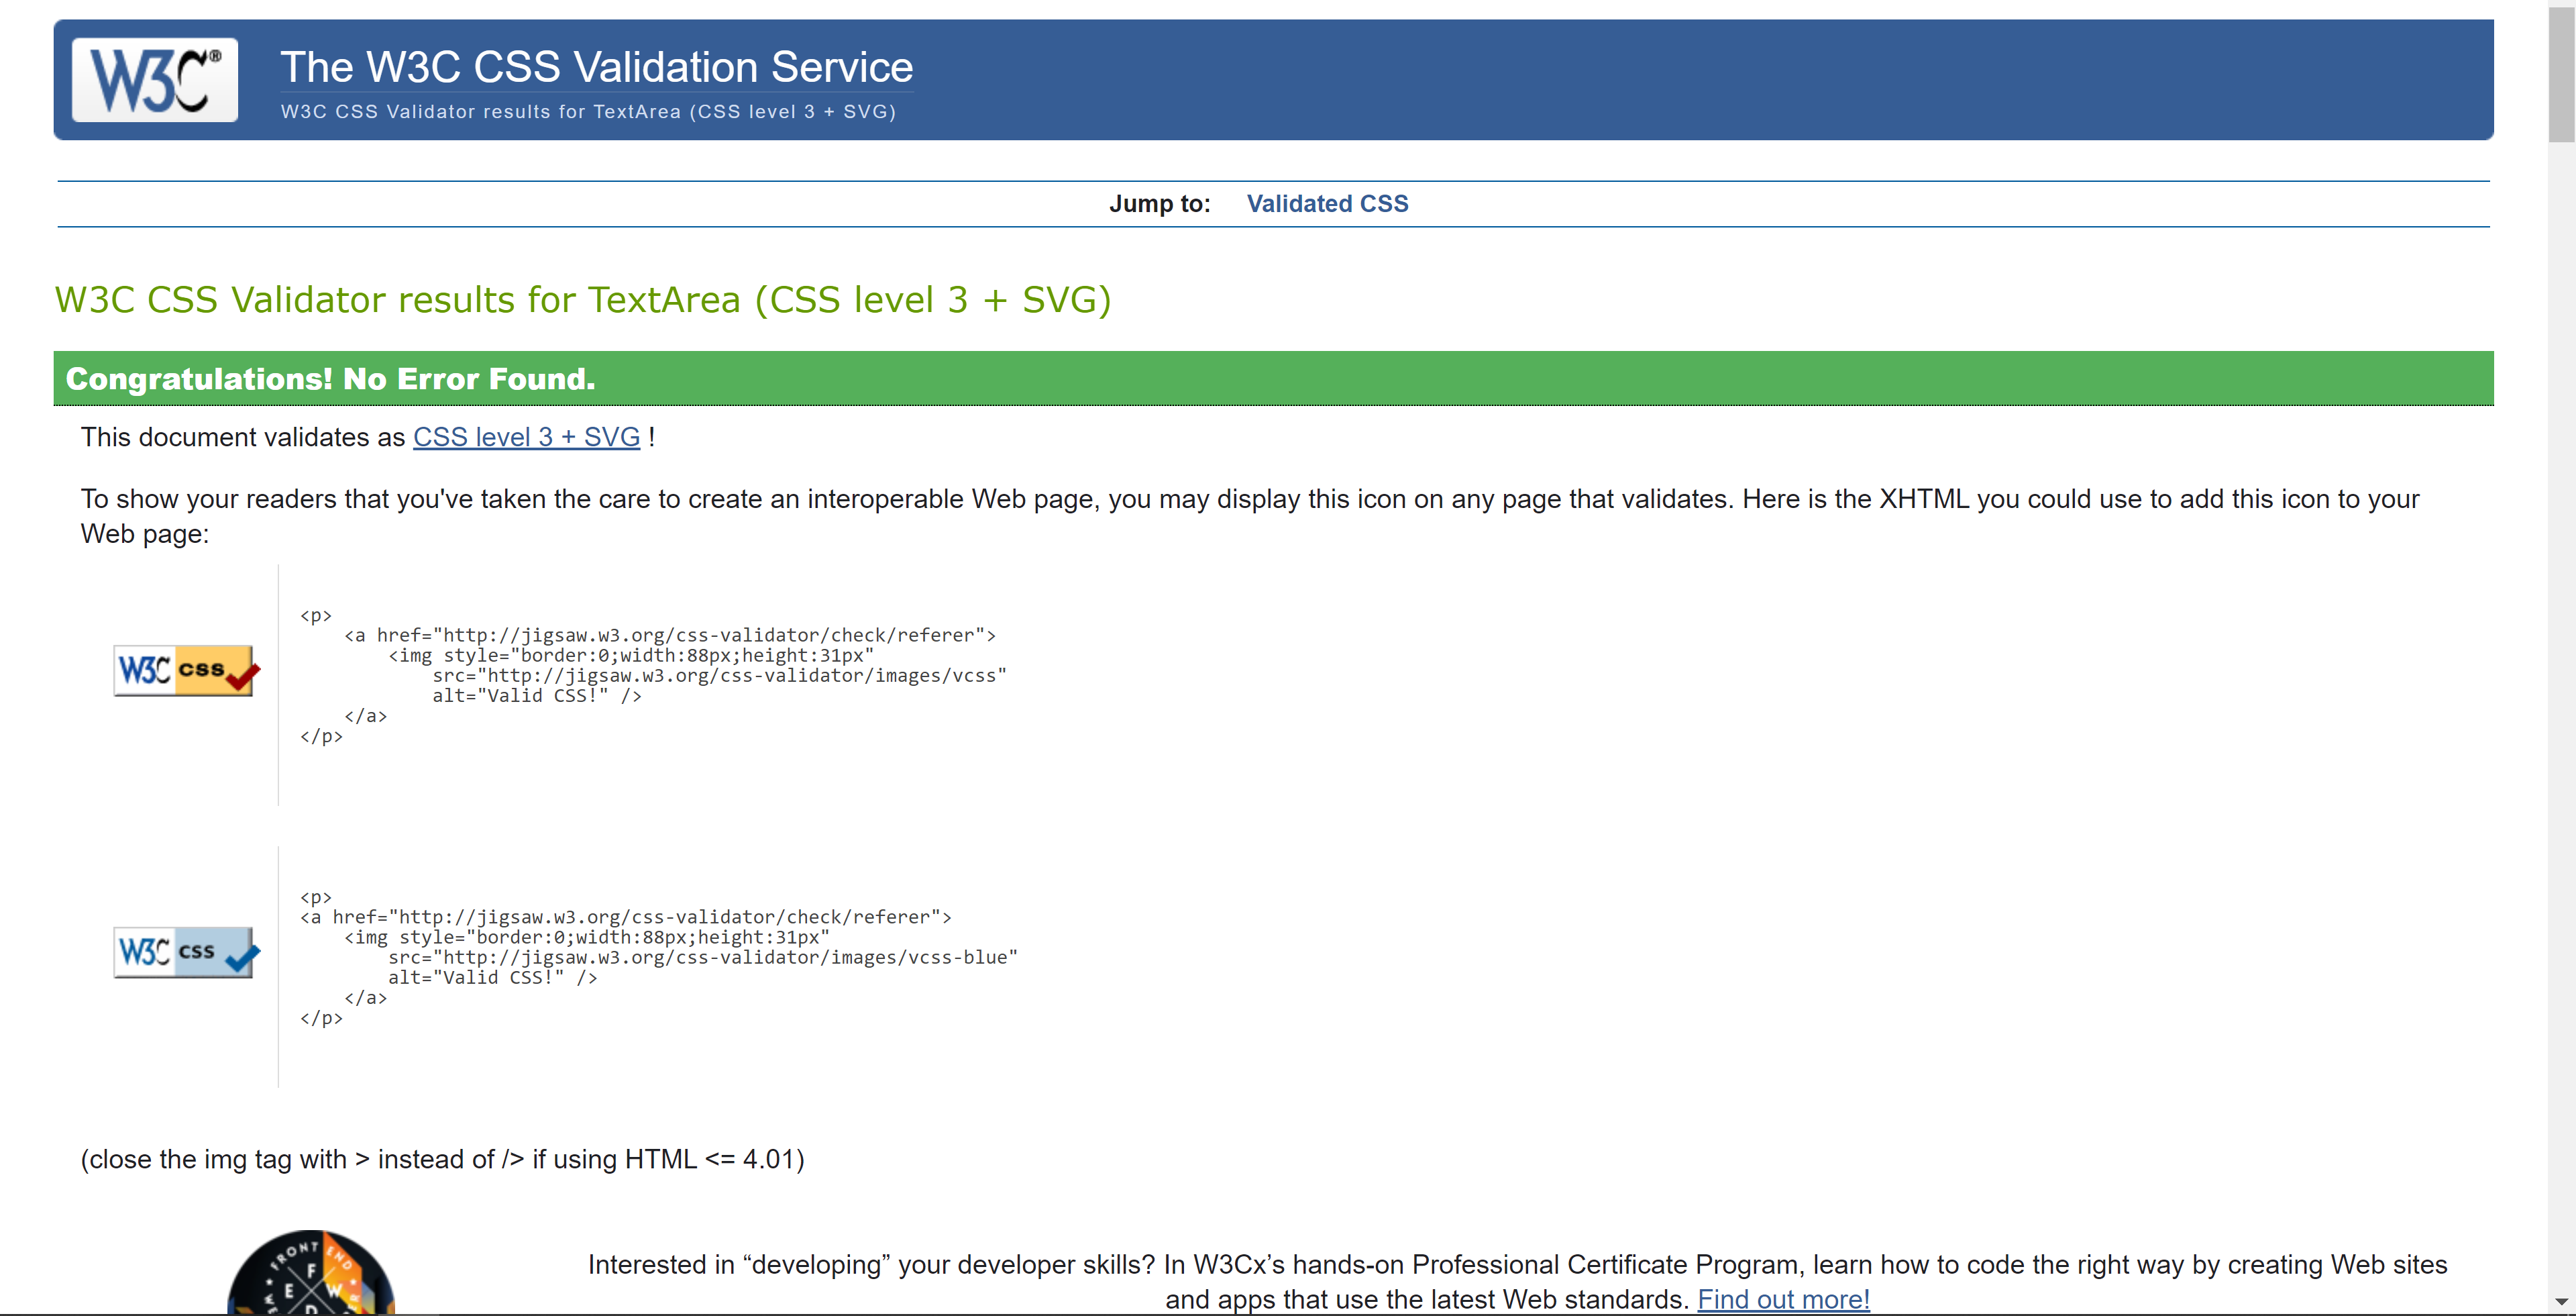 W3C®
The W3C CSS Validation Service
W3C CSS Validator results for TextArea (CSS level 3 + SVG)
Jump to: Validated CSS
W3C CSS Validator results for TextArea (CSS level 3 + SVG)
Congratulations! No Error Found.
This document validates as CSS level 3 + SVG !
To show your readers that you've taken the care to create an interoperable Web page, you may display this icon on any page that validates. Here is the XHTML you could use to add this icon to your
Web page:
W3C css
<p>
    <a href="http://jigsaw.w3.org/css-validator/check/referer">
        <img style="border:0;width:88px;height:31px"
            src="http://jigsaw.w3.org/css-validator/images/vcss"
            alt="Valid CSS!" />
    </a>
</p>
W3C css
<p>
<a href="http://jigsaw.w3.org/css-validator/check/referer">
    <img style="border:0;width:88px;height:31px"
        src="http://jigsaw.w3.org/css-validator/images/vcss-blue"
        alt="Valid CSS!" />
    </a>
</p>
(close the img tag with > instead of /> if using HTML <= 4.01)
FRONT END
F
E W
D
Interested in “developing” your developer skills? In W3Cx’s hands-on Professional Certificate Program, learn how to code the right way by creating Web sites
and apps that use the latest Web standards. Find out more!